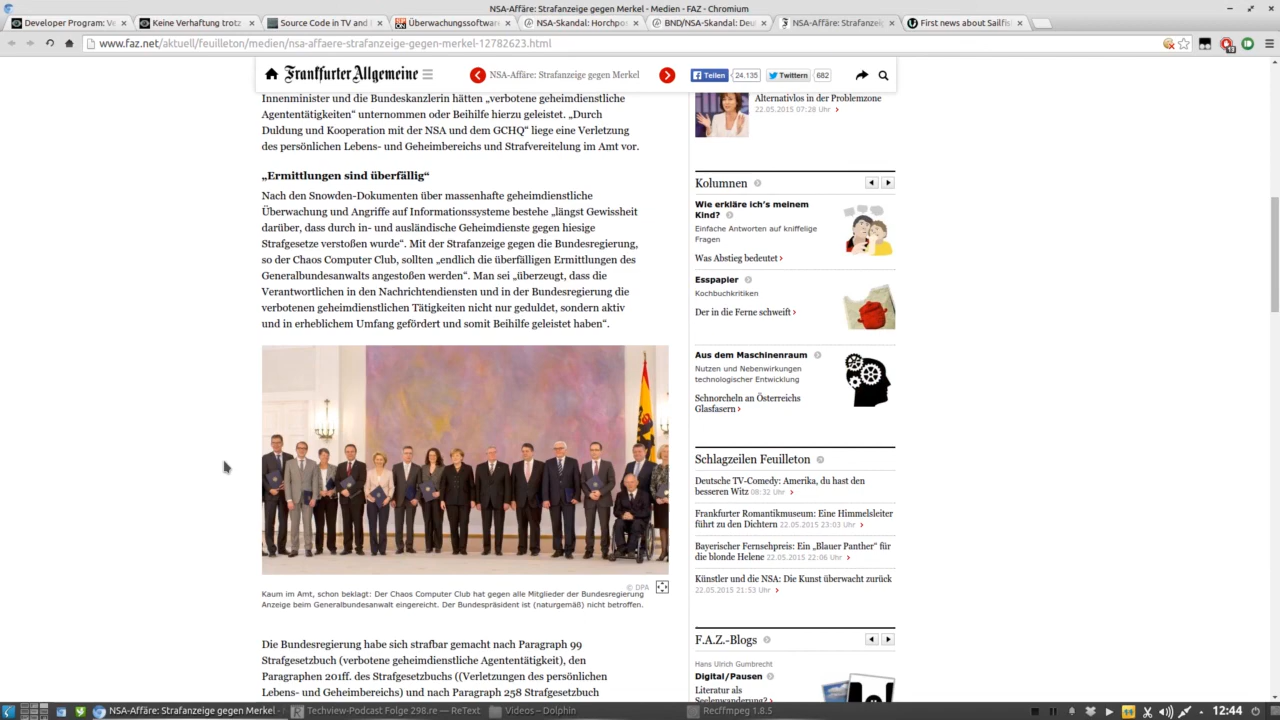 NSA-Affäre: Strafanzeige gegen Merkel - Medien - FAZ - Chromium
Developer Program: Ve
Keine Verhaftung trotz
Source Code in TV and
Überwachungssoftware
NSA-Skandal: Horchpo
BND/NSA-Skandal: Deu
NSA-Affäre: Strafanzeig
First news about Sailfis
www.faz.net/aktuell/feuilleton/medien/nsa-affaere-strafanzeige-gegen-merkel-12782623.html
Frankfurter Allgemeine
NSA-Affäre: Strafanzeige gegen Merkel
Teilen
24.135
Twittern
682
Innenminister und die Bundeskanzlerin hätten „verbotene geheimdienstliche
Agententätigkeiten“ unternommen oder Beihilfe hierzu geleistet. „Durch
Duldung und Kooperation mit der NSA und dem GCHQ“ liege eine Verletzung
des persönlichen Lebens- und Geheimbereichs und Strafvereitelung im Amt vor.
„Ermittlungen sind überfällig“
Nach den Snowden-Dokumenten über massenhafte geheimdienstliche
Überwachung und Angriffe auf Informationssysteme bestehe „längst Gewissheit
darüber, dass durch in- und ausländische Geheimdienste gegen hiesige
Strafgesetze verstoßen wurde“. Mit der Strafanzeige gegen die Bundesregierung,
so der Chaos Computer Club, sollten „endlich die überfälligen Ermittlungen des
Generalbundesanwalts angestoßen werden“. Man sei „überzeugt, dass die
Verantwortlichen in den Nachrichtendiensten und in der Bundesregierung die
verbotenen geheimdienstlichen Tätigkeiten nicht nur geduldet, sondern aktiv
und in erheblichem Umfang gefördert und somit Beihilfe geleistet haben“.
© DPA
Kaum im Amt, schon beklagt: Der Chaos Computer Club hat gegen alle Mitglieder der Bundesregierung
Anzeige beim Generalbundesanwalt eingereicht. Der Bundespräsident ist (naturgemäß) nicht betroffen.
Die Bundesregierung habe sich strafbar gemacht nach Paragraph 99
Strafgesetzbuch (verbotene geheimdienstliche Agententätigkeit), den
Paragraphen 201ff. des Strafgesetzbuchs ((Verletzungen des persönlichen
Lebens- und Geheimbereichs) und nach Paragraph 258 Strafgesetzbuch
Alternativlos in der Problemzone
22.05.2015 07:28 Uhr
Kolumnen
Wie erkläre ich's meinem
Kind?
Einfache Antworten auf kniffelige
Fragen
Was Abstieg bedeutet
Esspapier
Kochbuchkritiken
Der in die Ferne schweift
Aus dem Maschinenraum
Nutzen und Nebenwirkungen
technologischer Entwicklung
Schnorcheln an Österreichs
Glasfasern
Schlagzeilen Feuilleton
Deutsche TV-Comedy: Amerika, du hast den
besseren Witz 08:32 Uhr
Frankfurter Romantikmuseum: Eine Himmelsleiter
führt zu den Dichtern 22.05.2015 23:03 Uhr
Bayerischer Fernsehpreis: Ein „Blauer Panther“ für
die blonde Helene 22.05.2015 22:06 Uhr
Künstler und die NSA: Die Kunst überwacht zurück
22.05.2015 21:53 Uhr
F.A.Z.-Blogs
Hans Ulrich Gumbrecht
Digital/Pausen
Literatur als
Seelenwanderung?
NSA-Affäre: Strafanzeige gegen Merkel -
Techview-Podcast Folge 298.re — ReText
Videos – Dolphin
Recffmpeg 1.8.5
12:44